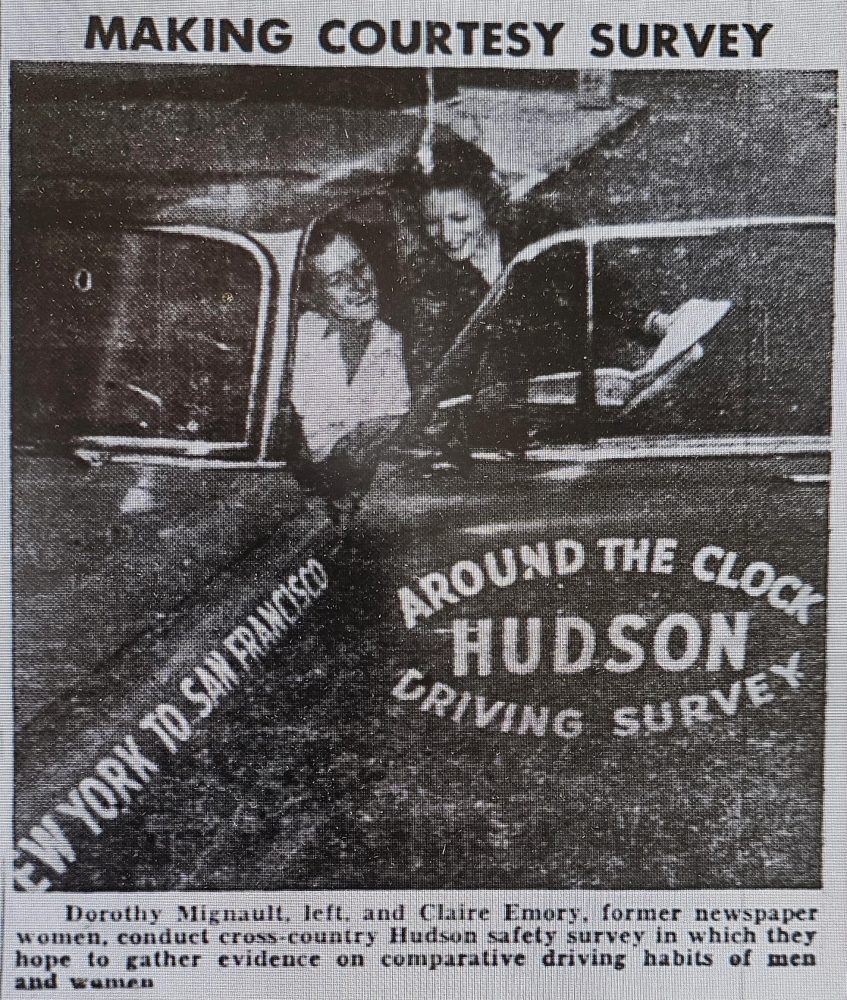 MAKING COURTESY SURVEY
AROUND THE CLOCK
HUDSON
DRIVING SURVEY
EW YORK TO SAN FRANCISCO
Dorothy Mignault, left, and Claire Emory, former newspaper
women, conduct cross-country Hudson safety survey in which they
hope to gather evidence on comparative driving habits of men
and women